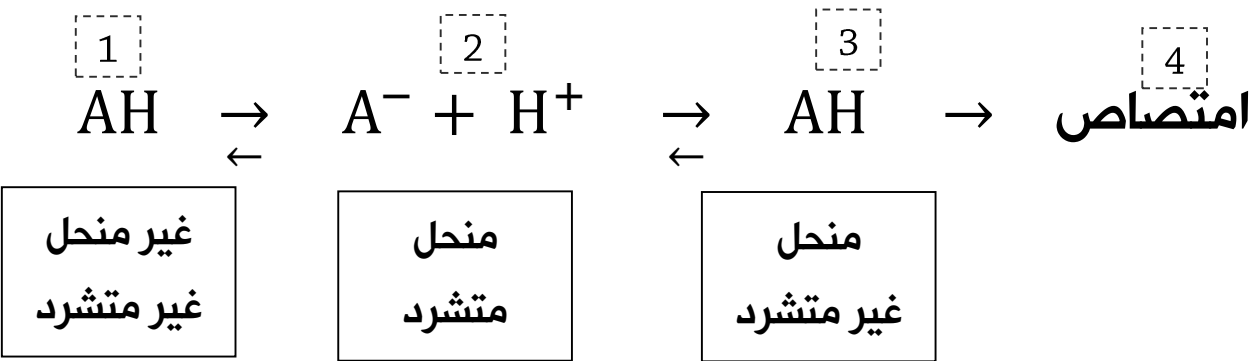 1 2 3 4
AH → A⁻ + H⁺ → AH → امتصاص
← ←
غير منحل
غير متشرد
منحل
متشرد
منحل
غير متشرد